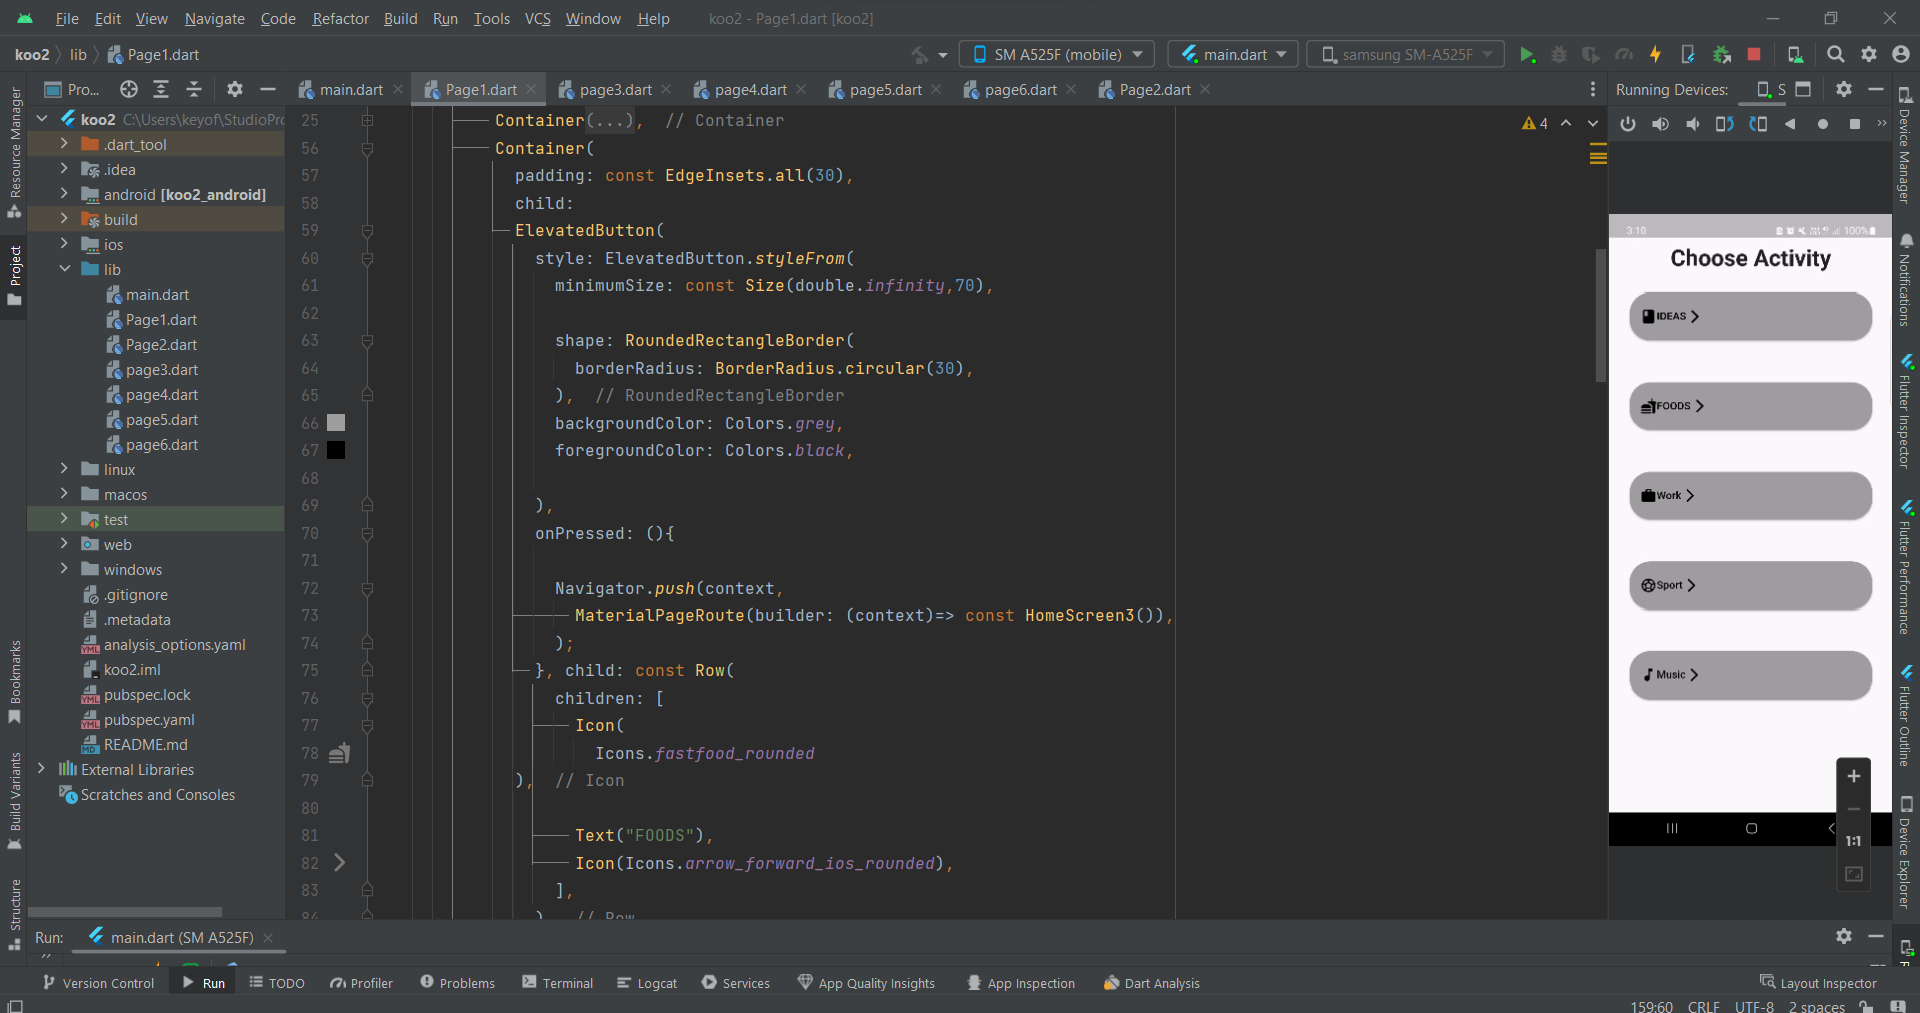 File Edit View Navigate Code Refactor Build Run Tools VCS Window Help koo2 - Page1.dart [koo2]
koo2 lib Page1.dart SM A525F (mobile) main.dart samsung SM-A525F
Pro... main.dart Page1.dart page3.dart page4.dart page5.dart page6.dart Page2.dart Running Devices: S
Resource Manager
Project
Bookmarks
Build Variants
Structure
koo2 C:\Users\keyof\StudioPro
.dart_tool
.idea
android [koo2_android]
build
ios
lib
main.dart
Page1.dart
Page2.dart
page3.dart
page4.dart
page5.dart
page6.dart
linux
macos
test
web
windows
.gitignore
.metadata
analysis_options.yaml
koo2.iml
pubspec.lock
pubspec.yaml
README.md
External Libraries
Scratches and Consoles
4
25 Container(...), // Container
56 Container(
57 padding: const EdgeInsets.all(30),
58 child:
59 ElevatedButton(
60 style: ElevatedButton.styleFrom(
61 minimumSize: const Size(double.infinity,70),
62
63 shape: RoundedRectangleBorder(
64 borderRadius: BorderRadius.circular(30),
65 ), // RoundedRectangleBorder
66 backgroundColor: Colors.grey,
67 foregroundColor: Colors.black,
68
69 ),
70 onPressed: (){
71
72 Navigator.push(context,
73 MaterialPageRoute(builder: (context)=> const HomeScreen3()),
74 );
75 }, child: const Row(
76 children: [
77 Icon(
78 Icons.fastfood_rounded
79 ), // Icon
80
81 Text("FOODS"),
82 Icon(Icons.arrow_forward_ios_rounded),
83 ],
84 ) // Row
3:10 100%
Choose Activity
IDEAS
FOODS
Work
Sport
Music
1:1
Device Manager
Notifications
Flutter Inspector
Flutter Performance
Flutter Outline
Device Explorer
Run: main.dart (SM A525F)
Version Control Run TODO Profiler Problems Terminal Logcat Services App Quality Insights App Inspection Dart Analysis Layout Inspector
159:60 CRLF UTF-8 2 spaces